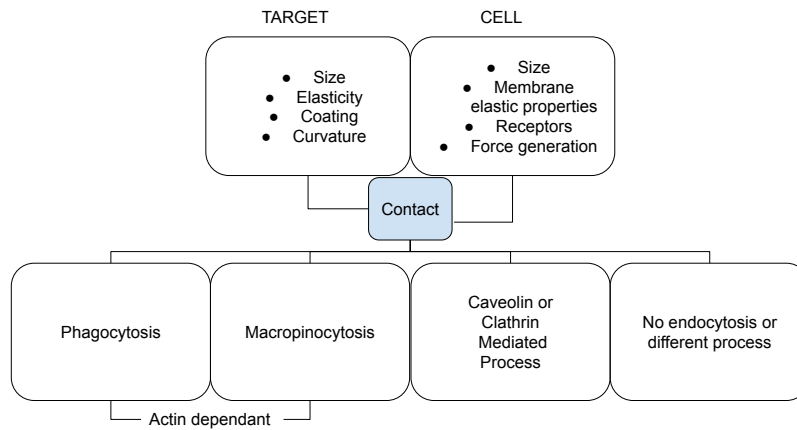 TARGET
CELL
● Size
● Elasticity
● Coating
● Curvature
● Size
● Membrane
elastic properties
● Receptors
● Force generation
Contact
Phagocytosis
Macropinocytosis
Caveolin or
Clathrin
Mediated
Process
No endocytosis or
different process
Actin dependant